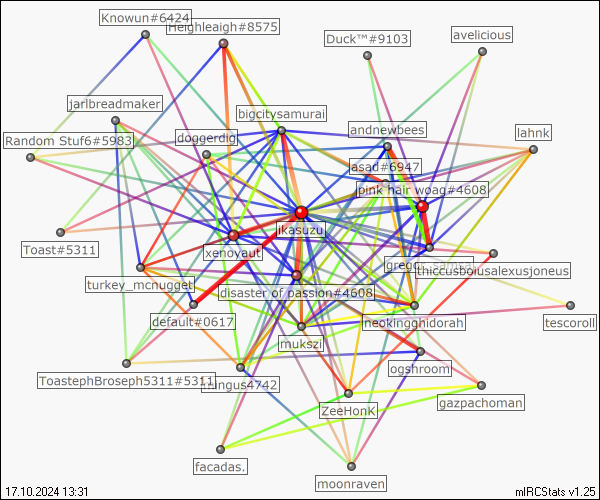 Knowun#6424
Heighleaigh#8575
Duck™#9103
avelicious
jarlbreadmaker
bigcitysamurai
andnewbees
Random Stuf6#5983
doggerdig
lahnk
asad#6947
pink hair woag#4608
ikasuzu
Toast#5311
xenoyaut
thiccusboiusalexusjoneus
turkey_mcnugget
disaster of passion#4608
default#0617
neokingghidorah
tescoroll
mukszi
ogshroom
ToastephBroseph5311#5311
gazpachoman
ZeeHonK
facadas.
moonraven
17.10.2024 13:31
mIRCStats v1.25